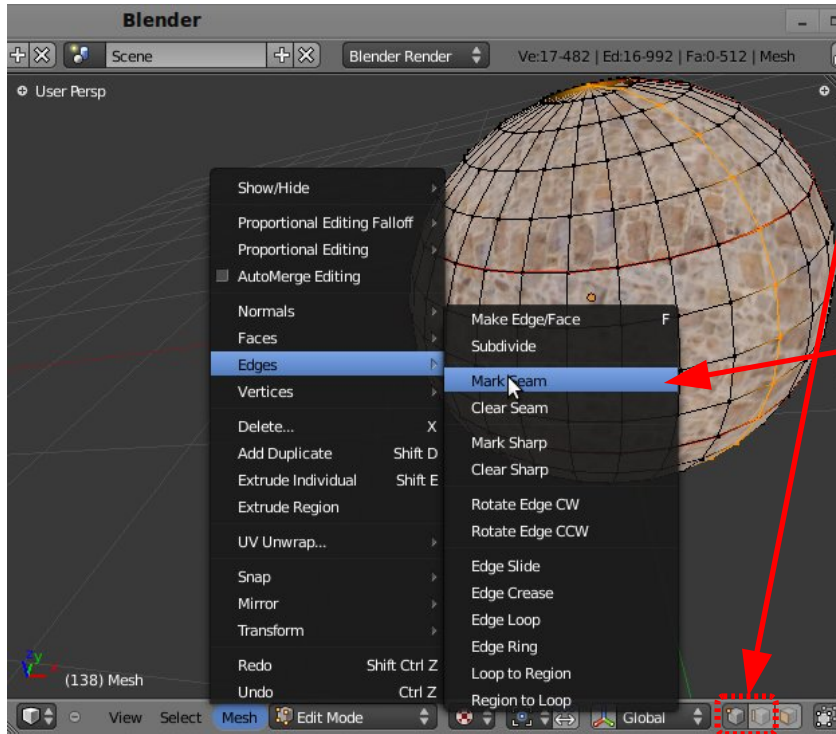 Blender
Scene
Blender Render
Ve:17-482 | Ed:16-992 | Fa:0-512 | Mesh
User Persp
Show/Hide
Proportional Editing Falloff
Proportional Editing
AutoMerge Editing
Normals
Faces
Edges
Vertices
Delete... X
Add Duplicate Shift D
Extrude Individual Shift E
Extrude Region
UV Unwrap...
Snap
Mirror
Transform
Redo Shift Ctrl Z
Undo Ctrl Z
Make Edge/Face F
Subdivide
Mark Seam
Clear Seam
Mark Sharp
Clear Sharp
Rotate Edge CW
Rotate Edge CCW
Edge Slide
Edge Crease
Edge Loop
Edge Ring
Loop to Region
Region to Loop
z y x
(138) Mesh
View Select Mesh Edit Mode Global